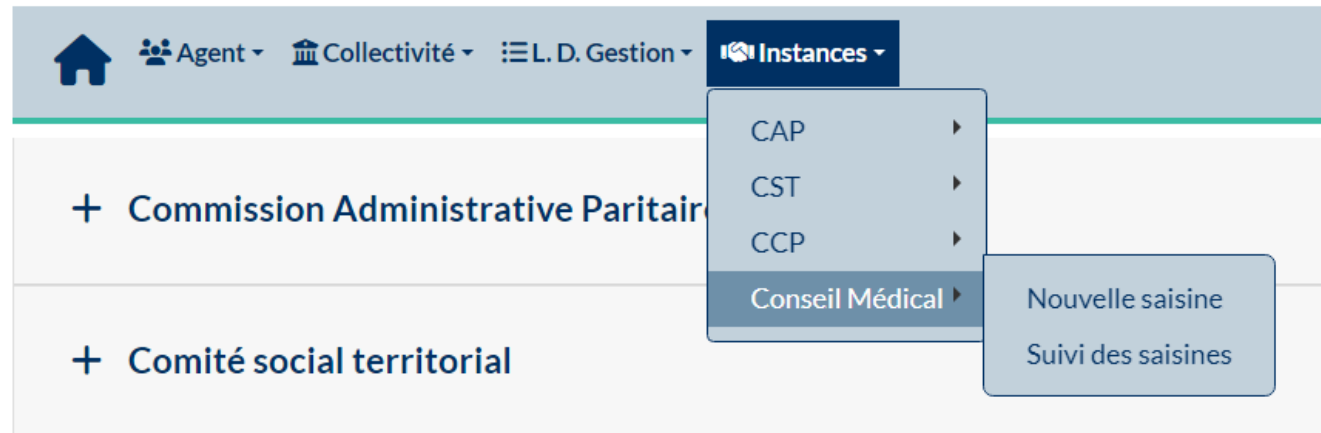 Agent
Collectivité
L. D. Gestion
Instances
CAP
CST
CCP
Conseil Médical
Nouvelle saisine
Suivi des saisines
Commission Administrative Paritair
Comité social territorial